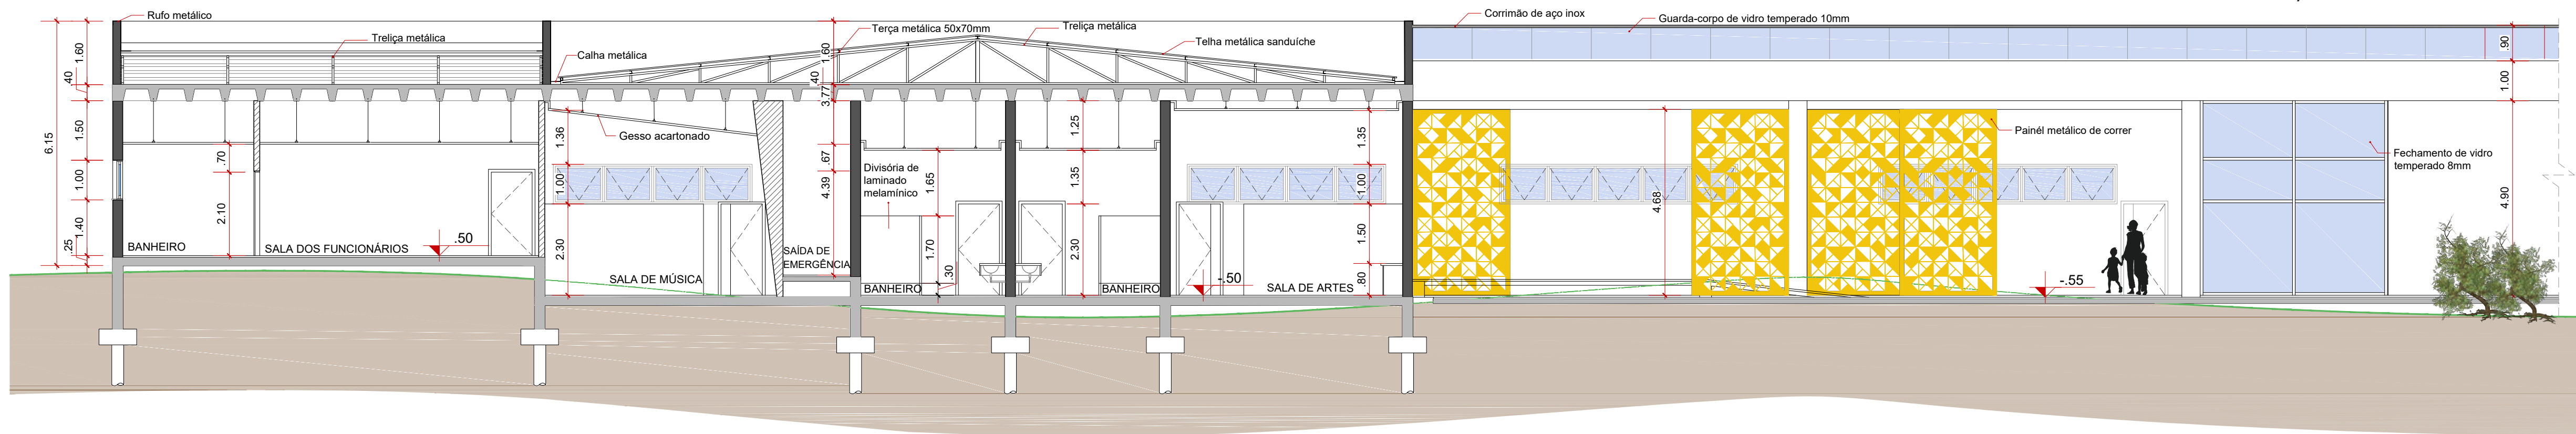 Rufo metálico
Treliça metálica
Calha metálica
Terça metálica 50x70mm
Treliça metálica
Telha metálica sanduíche
Corrimão de aço inox
Guarda-corpo de vidro temperado 10mm
6.15
1.60
.40
1.50
1.00
1.40
.25
.70
2.10
BANHEIRO
SALA DOS FUNCIONÁRIOS
.50
Gesso acartonado
1.36
1.00
2.30
SALA DE MÚSICA
1.60
.40
3.77
.67
4.39
SAÍDA DE
EMERGÊNCIA
Divisória de
laminado
melamínico
1.65
1.70
.30
BANHEIRO
1.25
1.35
2.30
BANHEIRO
-.50
SALA DE ARTES
1.35
1.00
1.50
.80
4.68
Painél metálico de correr
-.55
Fechamento de vidro
temperado 8mm
.90
1.00
4.90